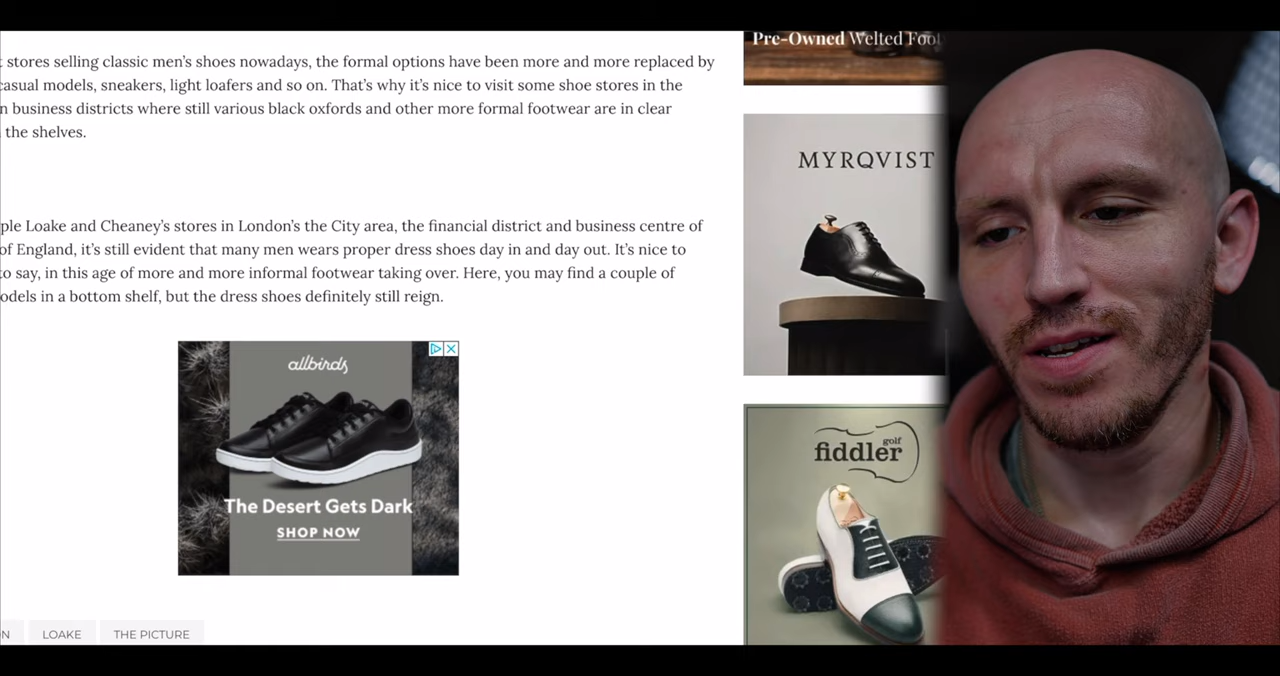 stores selling classic men's shoes nowadays, the formal options have been more and more replaced by
casual models, sneakers, light loafers and so on. That's why it's nice to visit some shoe stores in the
business districts where still various black oxfords and other more formal footwear are in clear
the shelves.
Loake and Cheaney's stores in London's the City area, the financial district and business centre of
of England, it's still evident that many men wears proper dress shoes day in and day out. It's nice to
to say, in this age of more and more informal footwear taking over. Here, you may find a couple of
in a bottom shelf, but the dress shoes definitely still reign.
allbirds
The Desert Gets Dark
SHOP NOW
LOAKE
THE PICTURE
Pre-Owned Welted
MYRQVIST
golf
fiddler